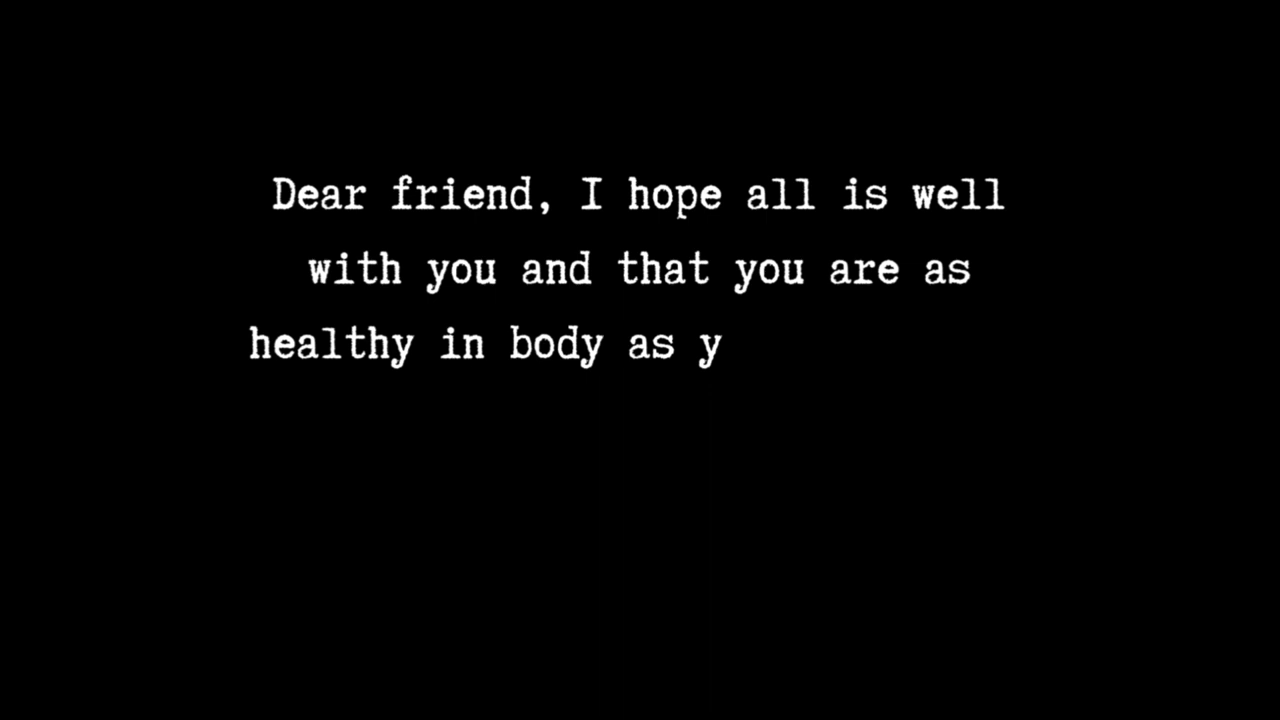 Dear friend, I hope all is well
with you and that you are as
healthy in body as y